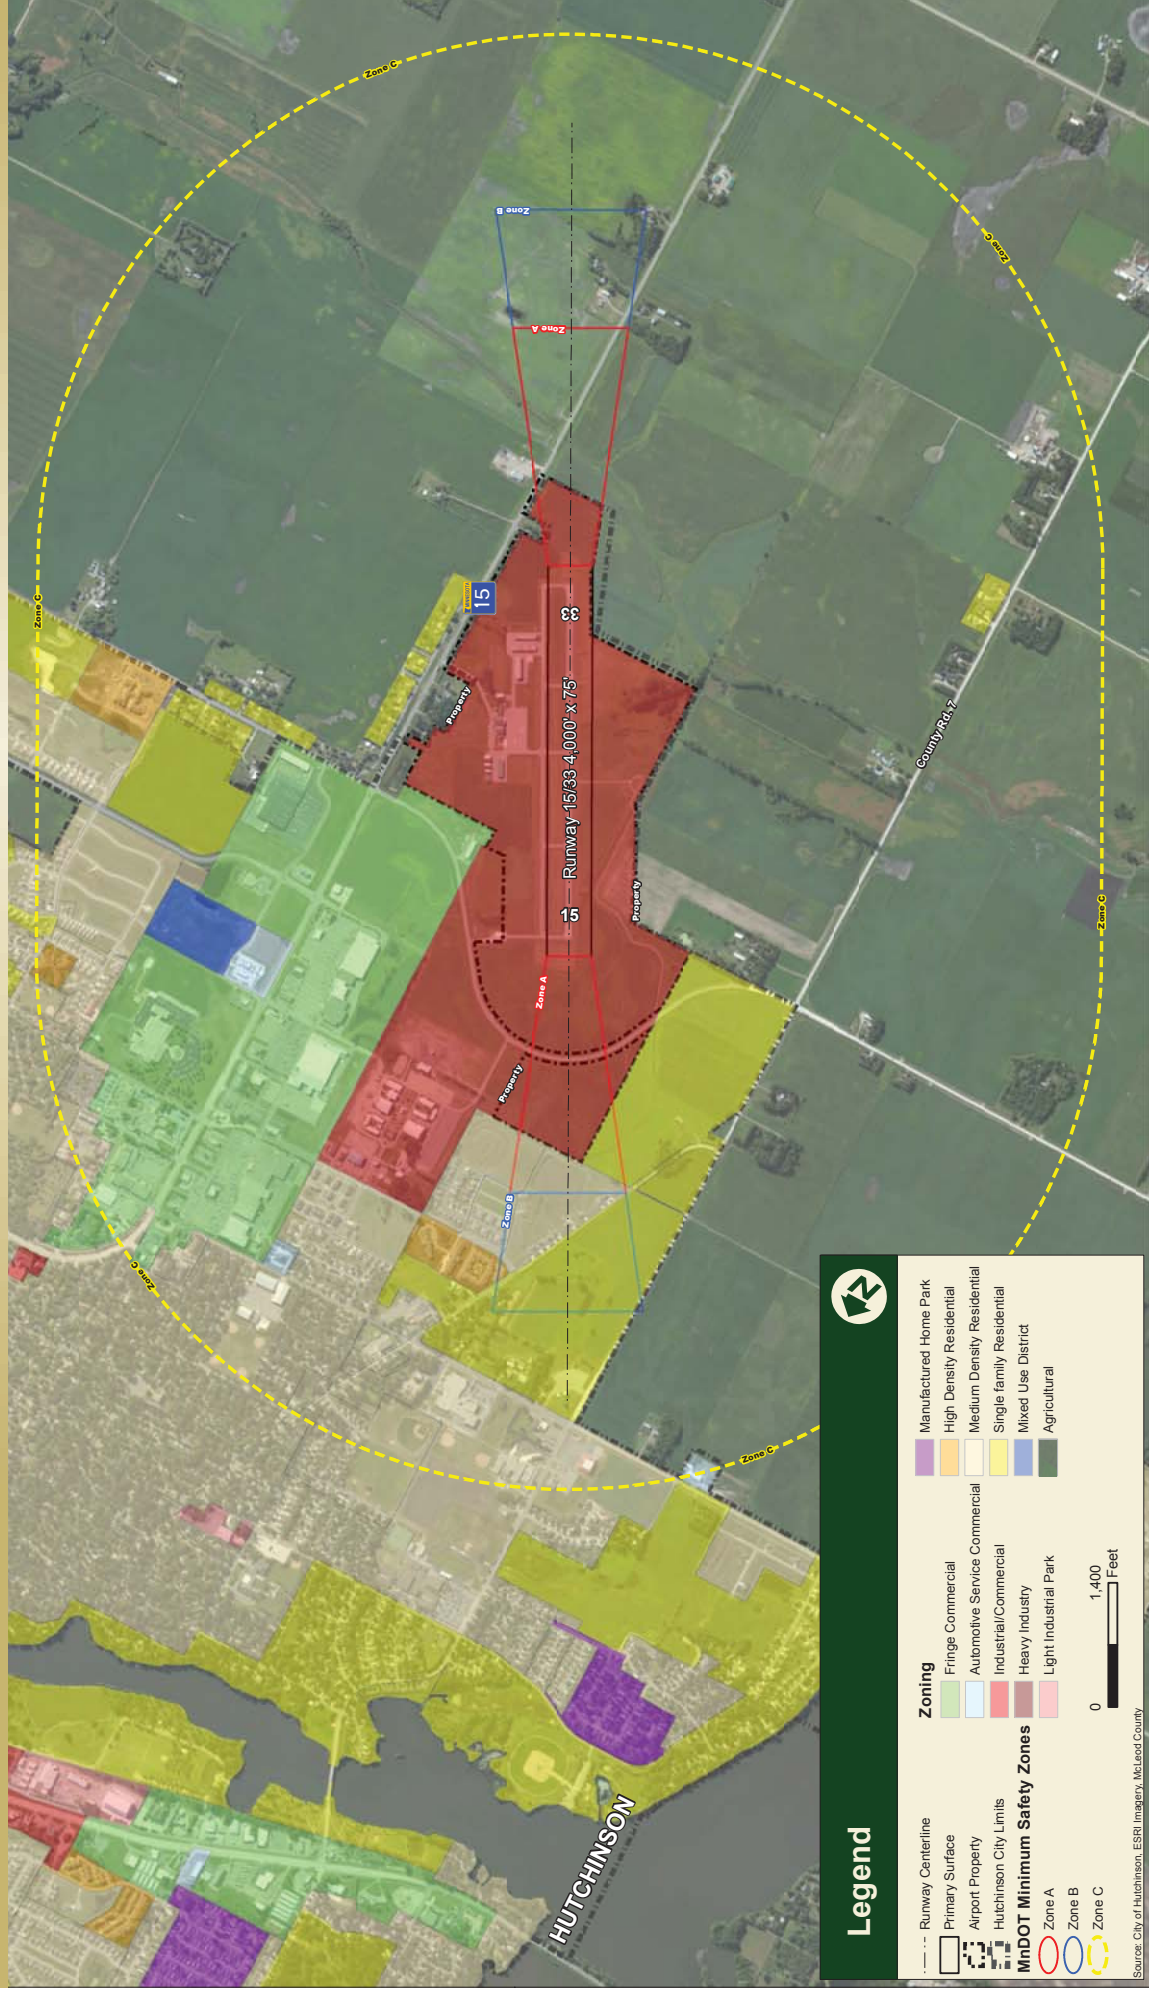 Zone C
Zone C
Zone C
Zone C
Zone C
Zone C
Zone B
Zone A
MINNESOTA
15
Property
33
Runway 15/33 4,000' x 75'
15
Property
Zone A
Property
Zone B
County Rd. 7
HUTCHINSON
Legend
Runway Centerline
Primary Surface
Airport Property
Hutchinson City Limits
MnDOT Minimum Safety Zones
Zone A
Zone B
Zone C
Zoning
Fringe Commercial
Automotive Service Commercial
Industrial/Commercial
Heavy Industry
Light Industrial Park
Manufactured Home Park
High Density Residential
Medium Density Residential
Single family Residential
Mixed Use District
Agricultural
N
0 1,400
Feet
Source: City of Hutchinson, ESRI Imagery, McLeod County